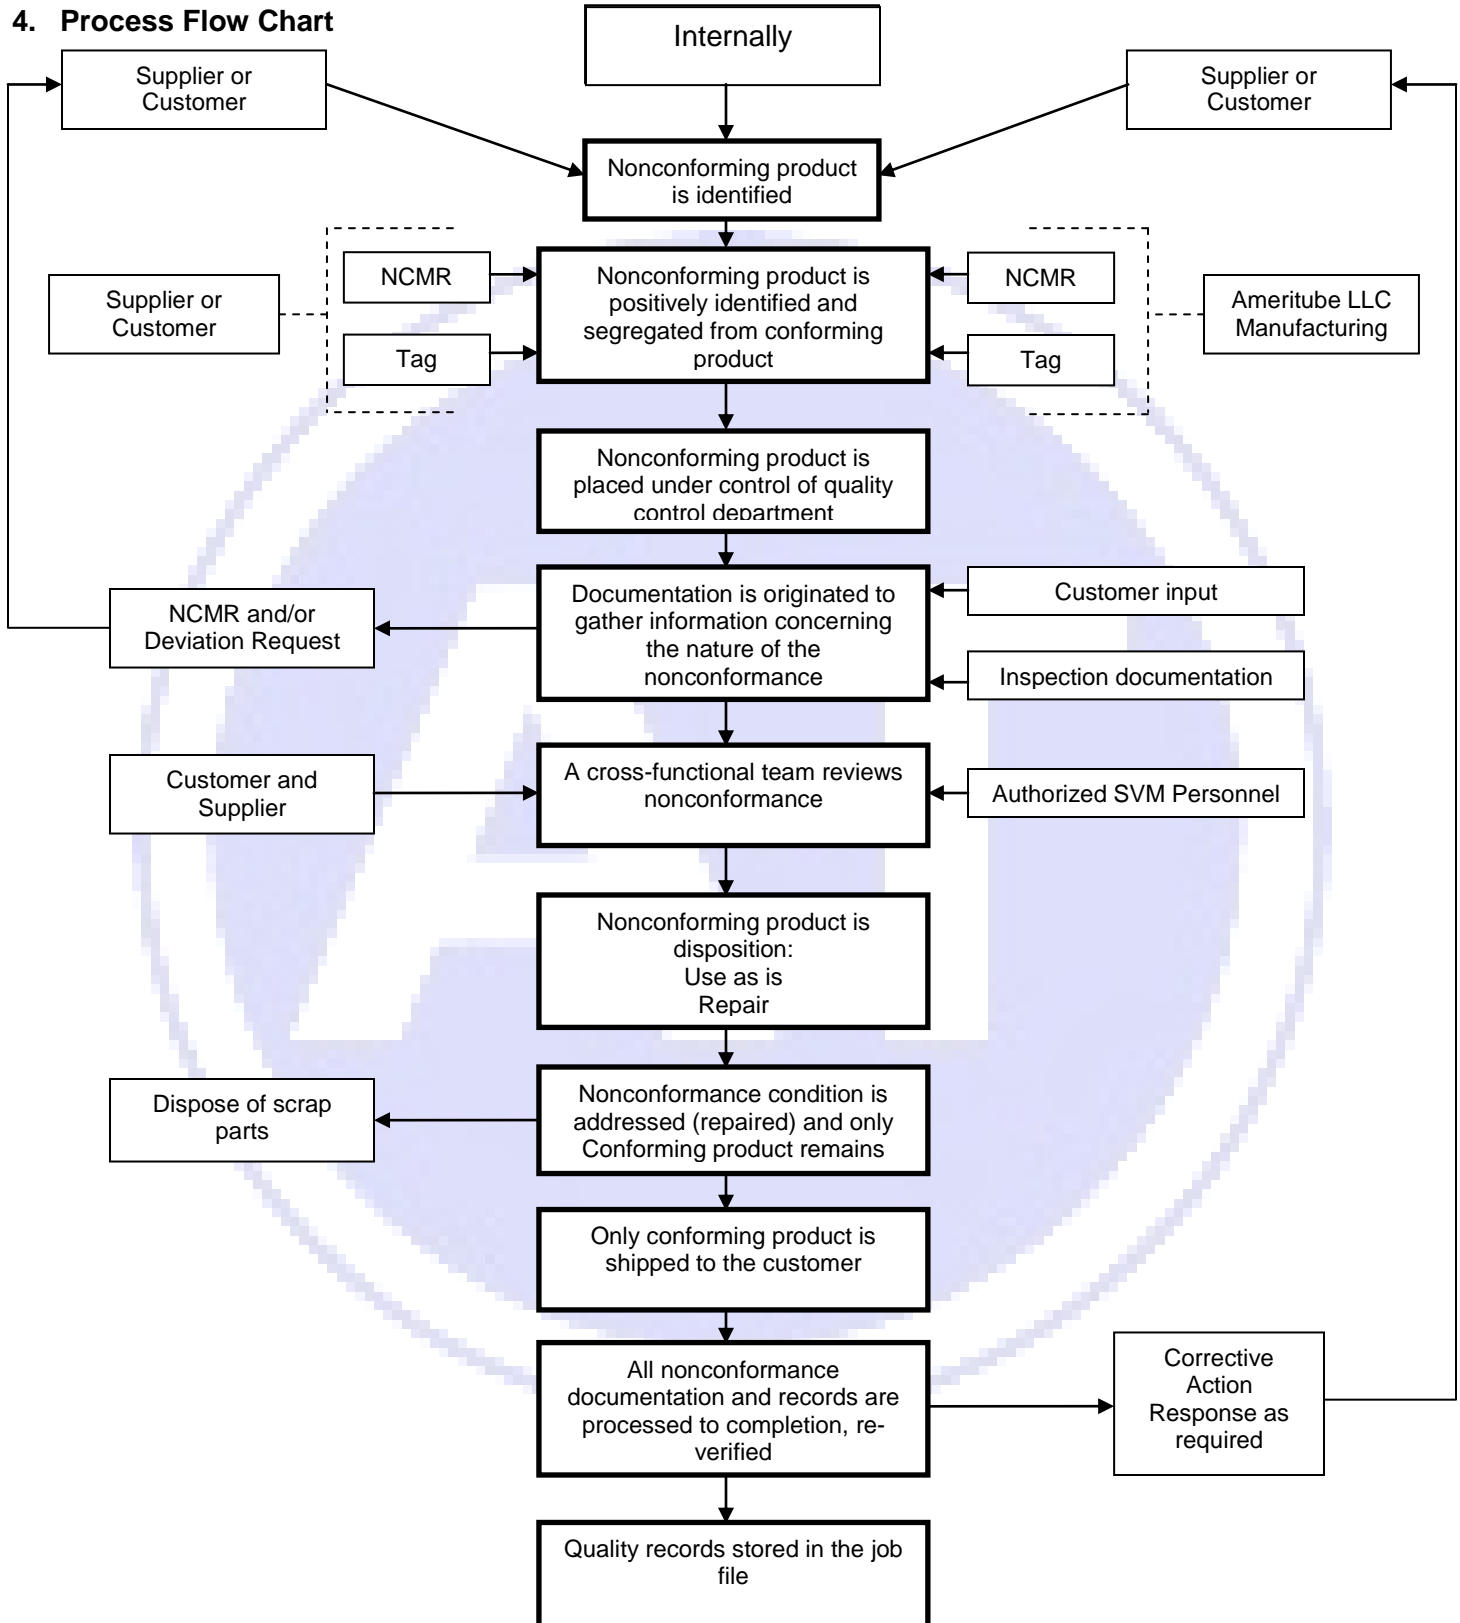 4. Process Flow Chart
Internally
Supplier or
Customer
Supplier or
Customer
Nonconforming product
is identified
NCMR
Nonconforming product is
positively identified and
segregated from conforming
product
NCMR
Supplier or
Customer
Ameritube LLC
Manufacturing
Tag
Tag
Nonconforming product is
placed under control of quality
control department
NCMR and/or
Deviation Request
Documentation is originated to
gather information concerning
the nature of the
nonconformance
Customer input
Inspection documentation
Customer and
Supplier
A cross-functional team reviews
nonconformance
Authorized SVM Personnel
Nonconforming product is
disposition:
Use as is
Repair
Dispose of scrap
parts
Nonconformance condition is
addressed (repaired) and only
Conforming product remains
Only conforming product is
shipped to the customer
All nonconformance
documentation and records are
processed to completion, re-
verified
Corrective
Action
Response as
required
Quality records stored in the job
file